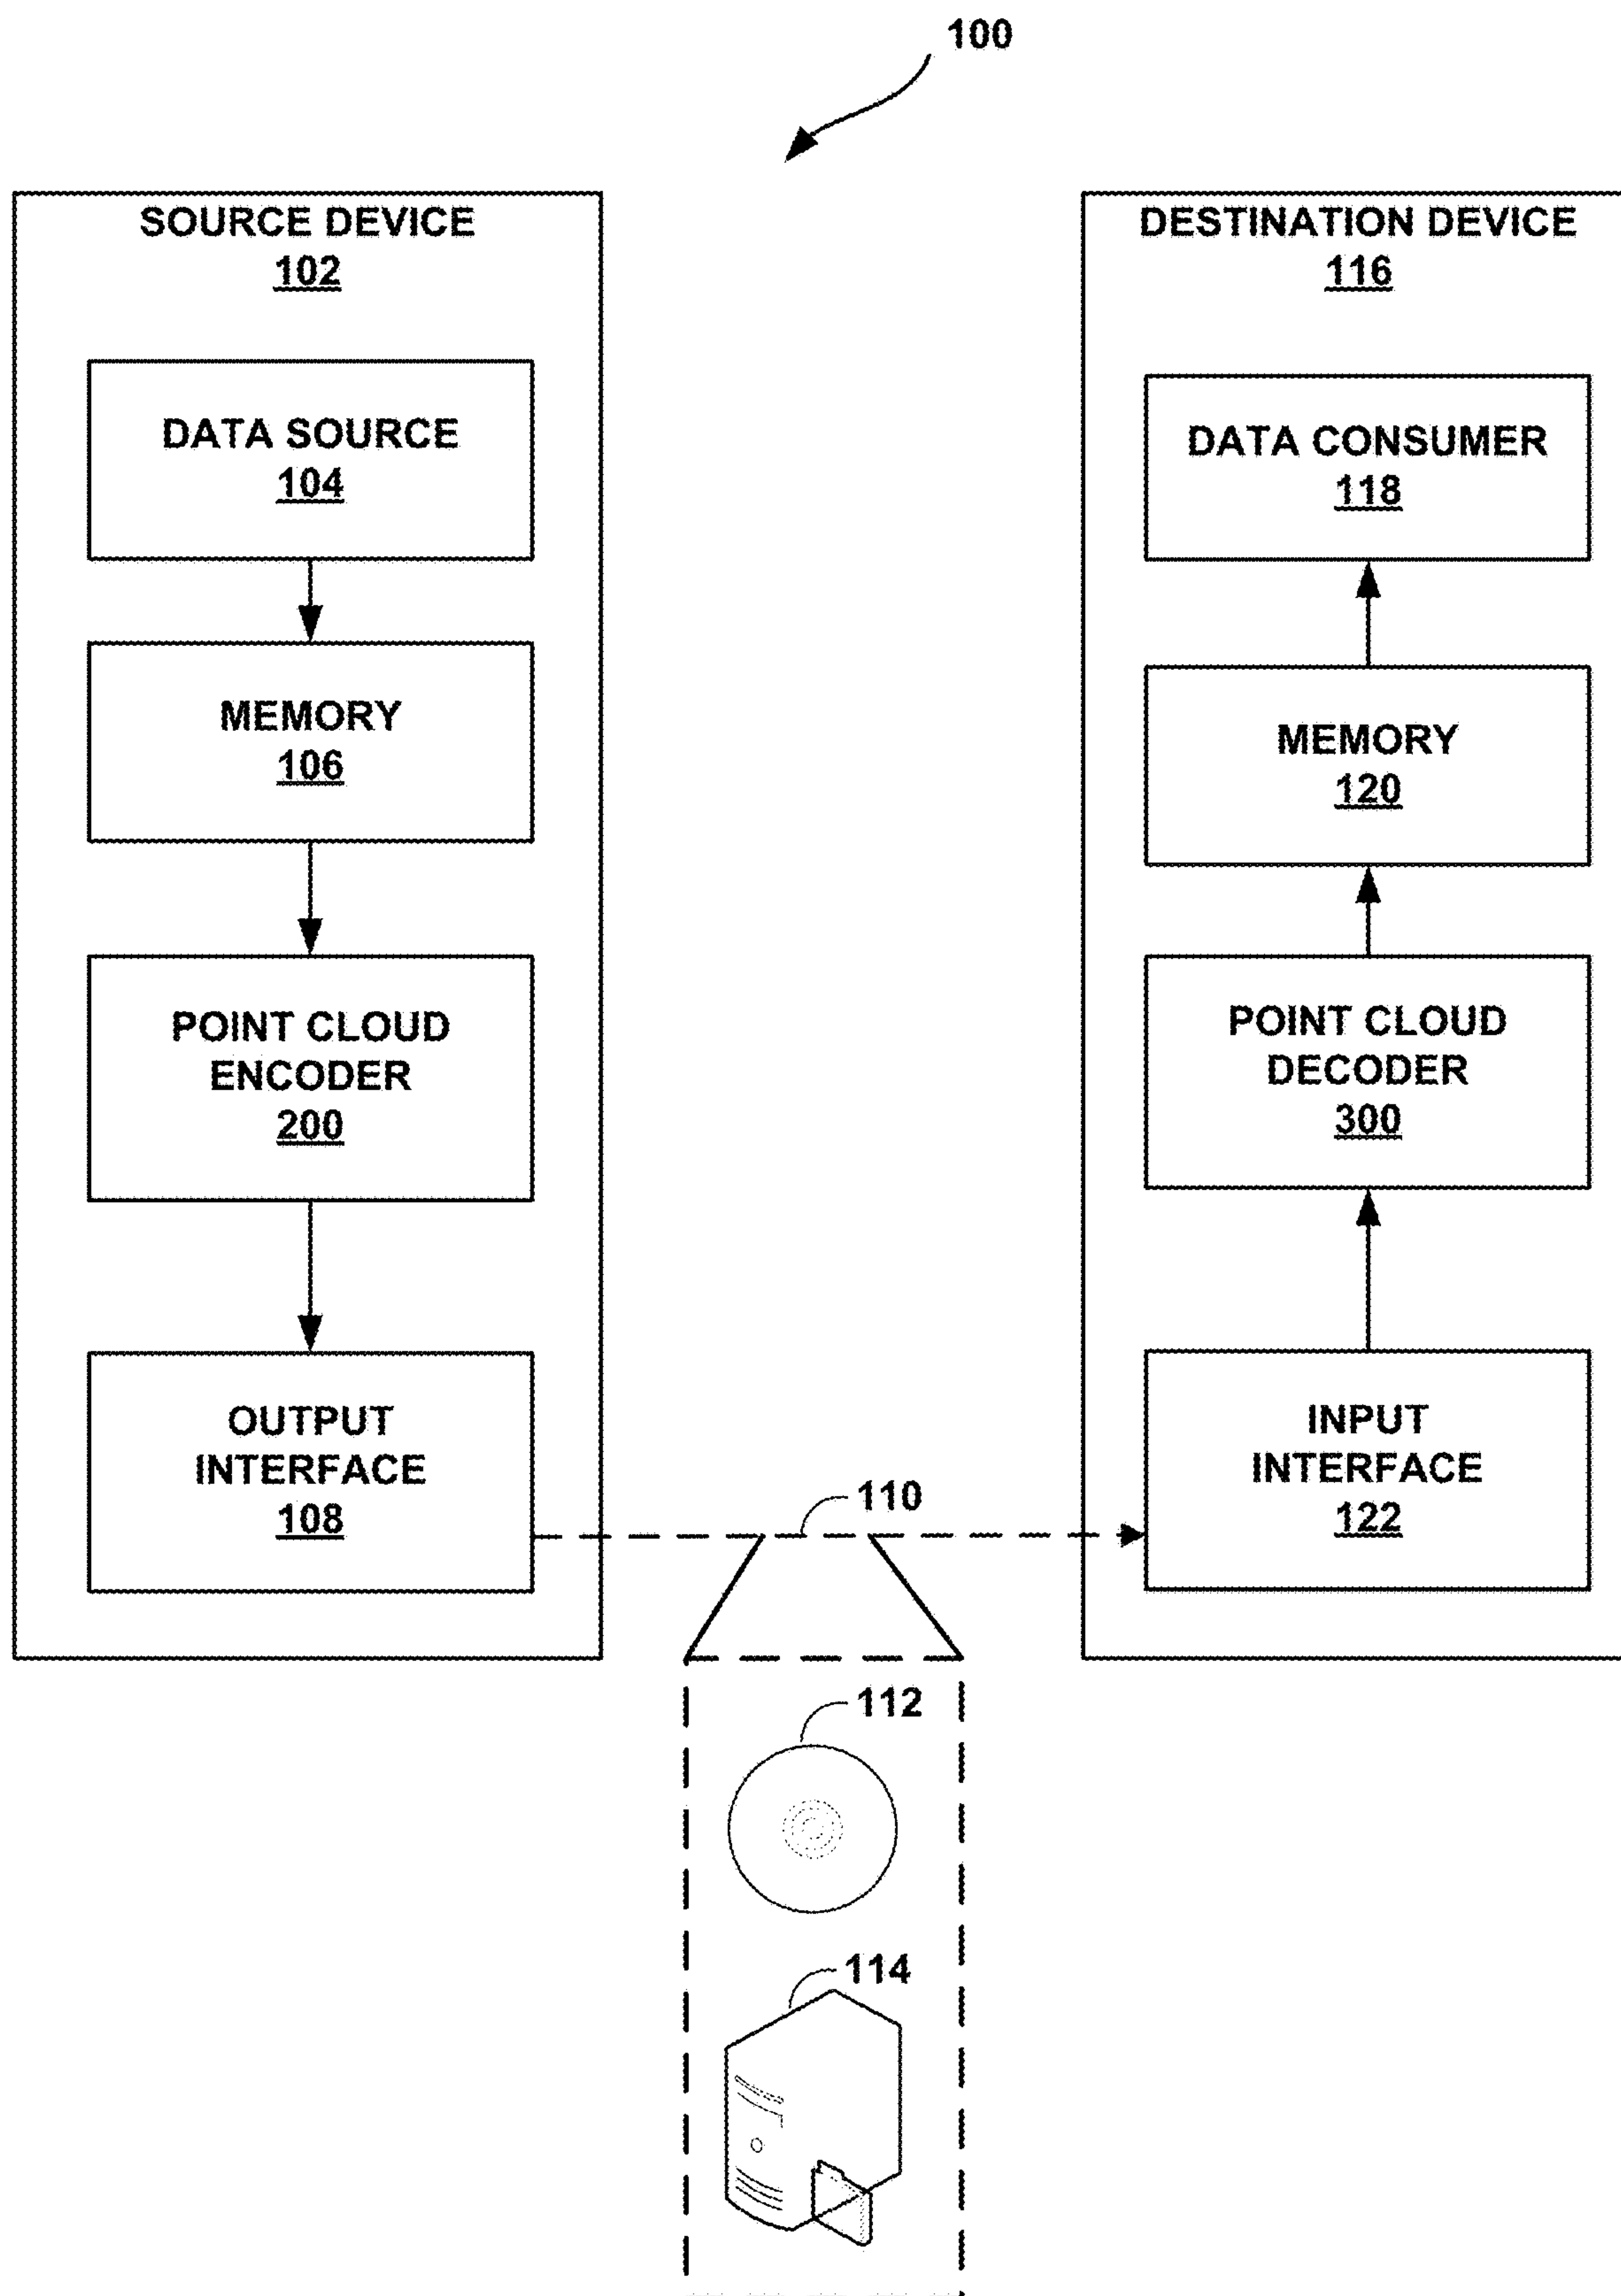 100
SOURCE DEVICE
102
DATA SOURCE
104
MEMORY
106
POINT CLOUD
ENCODER
200
OUTPUT
INTERFACE
108
DESTINATION DEVICE
116
DATA CONSUMER
118
MEMORY
120
POINT CLOUD
DECODER
300
INPUT
INTERFACE
122
110
112
114